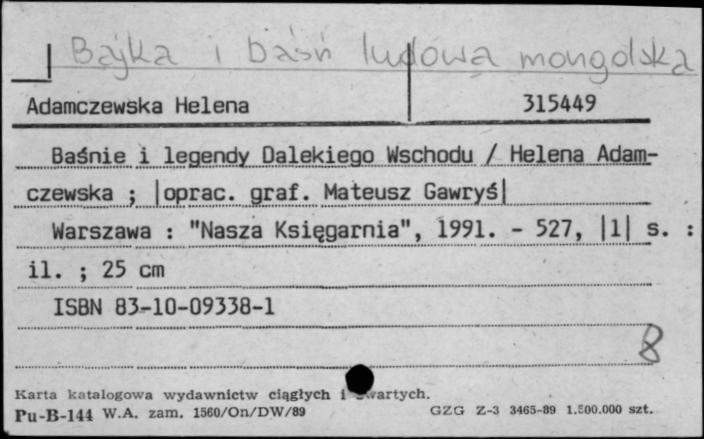 Bajka i baśń ludowa mongolska
Adamczewska Helena 315449
Baśnie i legendy Dalekiego Wschodu / Helena Adam-
czewska ; |oprac. graf. Mateusz Gawryś|
Warszawa : "Nasza Księgarnia", 1991. - 527, |1| s. :
il. ; 25 cm
ISBN 83-10-09338-1
8
Karta katalogowa wydawnictw ciągłych i zwartych.
Pu-B-144 W.A. zam. 1560/On/DW/89 GZG Z-3 3465-89 1.500.000 szt.